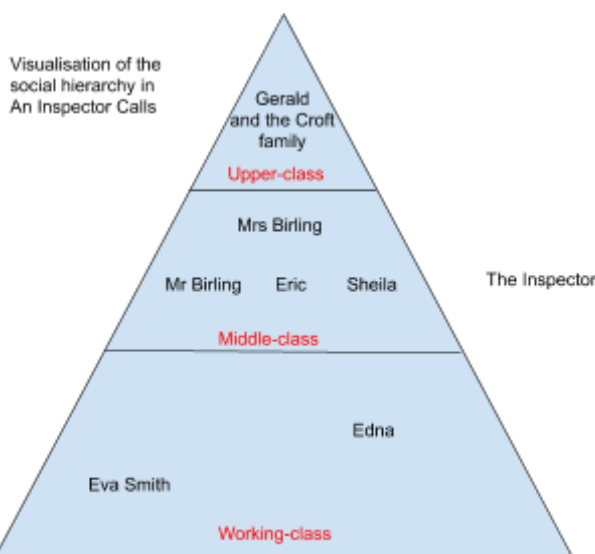 Visualisation of the
social hierarchy in
An Inspector Calls
Gerald
and the Croft
family
Upper-class
Mrs Birling
Mr Birling Eric Sheila
The Inspector
Middle-class
Edna
Eva Smith
Working-class